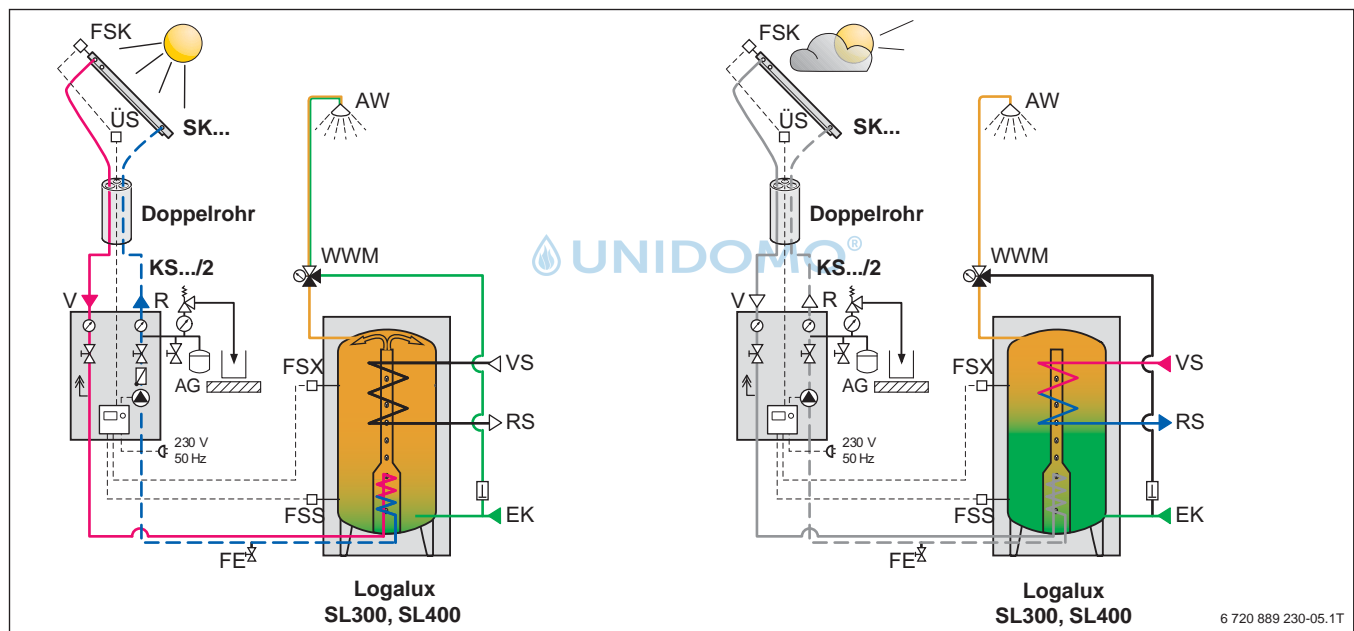 FSK
AW
ÜS
SK...
Doppelrohr
WWM
KS.../2
V
R
FSX
VS
AG
RS
230 V
50 Hz
FSS
EK
FE
Logalux
SL300, SL400
UNIDOMO®
FSK
AW
ÜS
SK...
Doppelrohr
WWM
KS.../2
V
R
FSX
VS
AG
RS
230 V
50 Hz
FSS
EK
FE
Logalux
SL300, SL400
6 720 889 230-05.1T